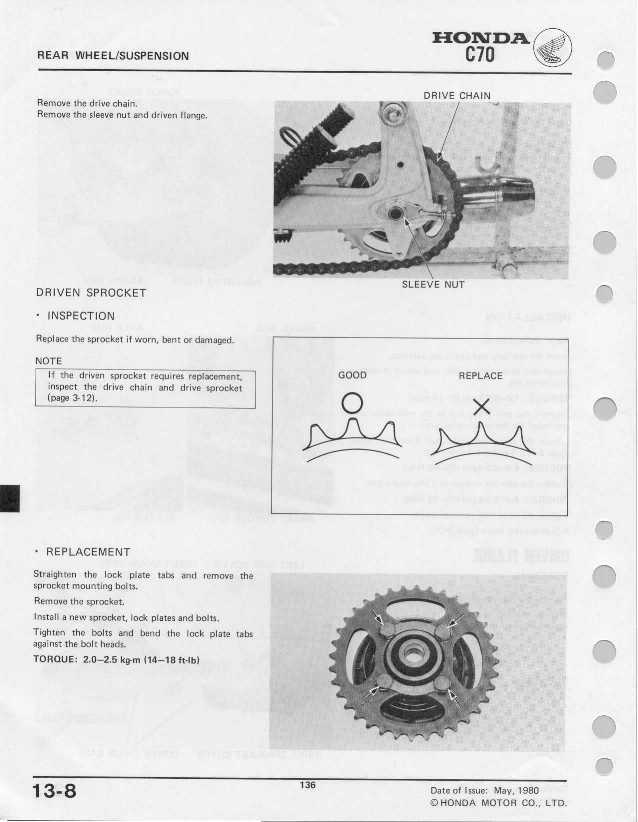 REAR WHEEL/SUSPENSION
HONDA
C70
Remove the drive chain.
Remove the sleeve nut and driven flange.
DRIVE CHAIN
SLEEVE NUT
DRIVEN SPROCKET
· INSPECTION
Replace the sprocket if worn, bent or damaged.
NOTE
If the driven sprocket requires replacement,
inspect the drive chain and drive sprocket
(page 3-12).
GOOD
REPLACE
· REPLACEMENT
Straighten the lock plate tabs and remove the
sprocket mounting bolts.
Remove the sprocket.
Install a new sprocket, lock plates and bolts.
Tighten the bolts and bend the lock plate tabs
against the bolt heads.
TORQUE: 2.0–2.5 kg-m (14–18 ft-lb)
13-8
136
Date of Issue: May, 1980
© HONDA MOTOR CO., LTD.